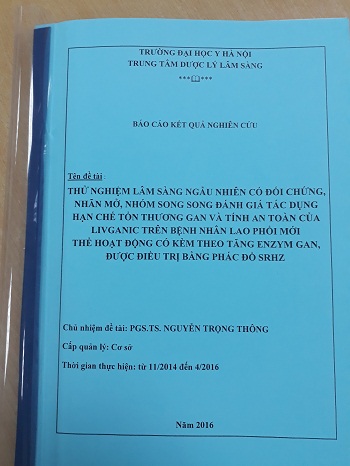 TRƯỜNG ĐẠI HỌC Y HÀ NỘI
TRUNG TÂM DƯỢC LÝ LÂM SÀNG
***🕮***
BÁO CÁO KẾT QUẢ NGHIÊN CỨU
Tên đề tài
THỬ NGHIỆM LÂM SÀNG NGẪU NHIÊN CÓ ĐỐI CHỨNG,
NHÃN MỞ, NHÓM SONG SONG ĐÁNH GIÁ TÁC DỤNG
HẠN CHẾ TỔN THƯƠNG GAN VÀ TÍNH AN TOÀN CỦA
LIVGANIC TRÊN BỆNH NHÂN LAO PHỔI MỚI
THỂ HOẠT ĐỘNG CÓ KÈM THEO TĂNG ENZYM GAN,
ĐƯỢC ĐIỀU TRỊ BẰNG PHÁC ĐỒ SRHZ
Chủ nhiệm đề tài: PGS.TS. NGUYỄN TRỌNG THÔNG
Cấp quản lý: Cơ sở
Thời gian thực hiện: từ 11/2014 đến 4/2016
Năm 2016